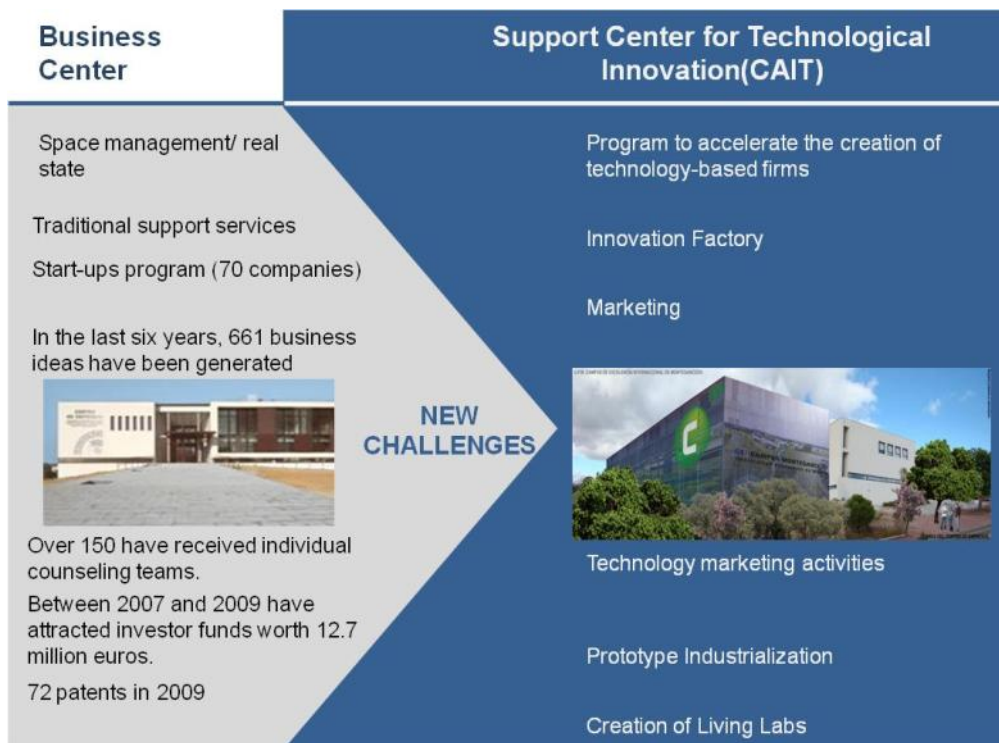 Business
Center
Support Center for Technological
Innovation(CAIT)
Space management/ real
state
Traditional support services
Start-ups program (70 companies)
In the last six years, 661 business
ideas have been generated
Over 150 have received individual
counseling teams.
Between 2007 and 2009 have
attracted investor funds worth 12.7
million euros.
72 patents in 2009
NEW
CHALLENGES
Program to accelerate the creation of
technology-based firms
Innovation Factory
Marketing
C
Technology marketing activities
Prototype Industrialization
Creation of Living Labs